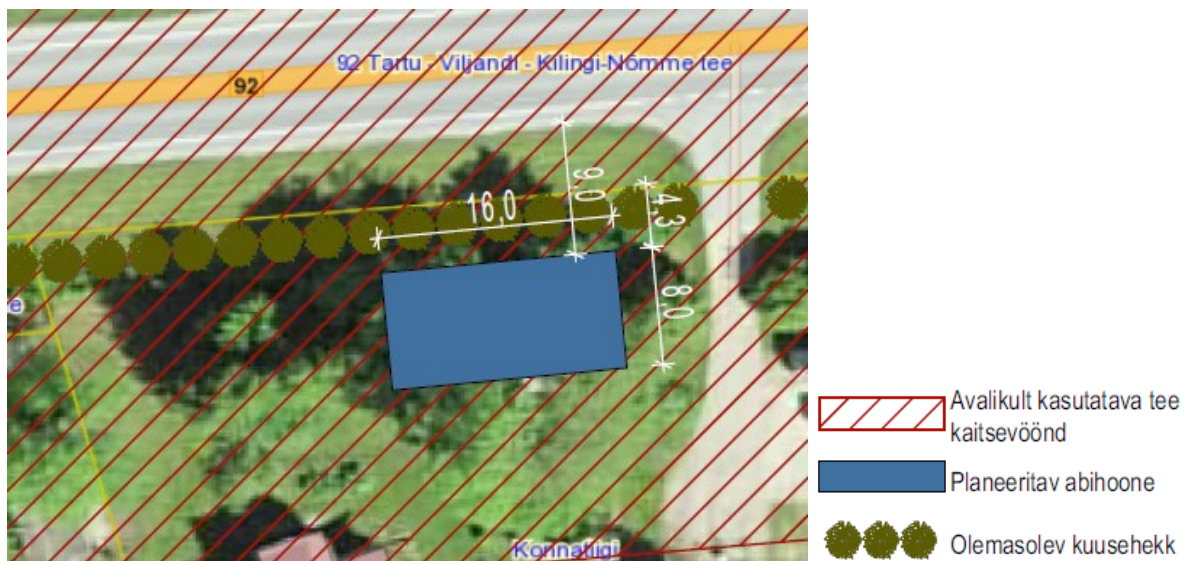 92 Tartu - Viljandi - Kilingi-Nõmme tee
92
9,0
16,0
4,3
8,0
e
Konnatiigi
Avalikult kasutatava tee
kaitsevöönd
Planeeritav abihoone
Olemasolev kuusehekk